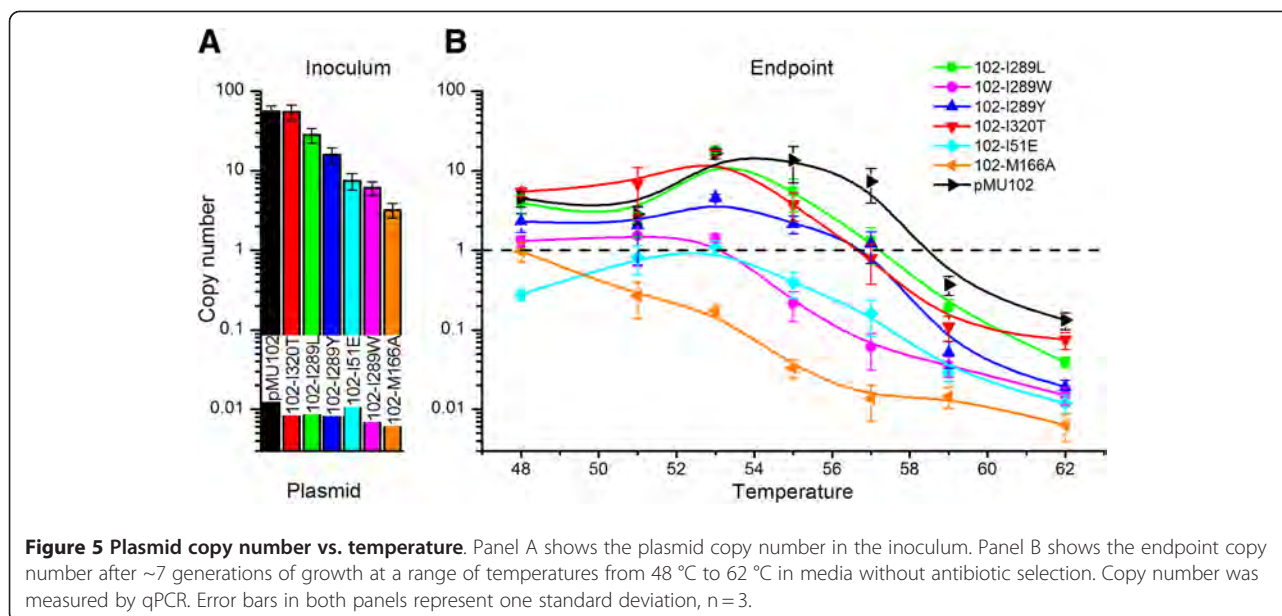 A
B
Inoculum
Endpoint
Copy number
100
10
1
0.1
0.01
pMU102
102-I320T
102-I289L
102-I289Y
102-I51E
102-I289W
102-M166A
Plasmid
100
10
1
0.1
0.01
48 50 52 54 56 58 60 62
Temperature
102-I289L
102-I289W
102-I289Y
102-I320T
102-I51E
102-M166A
pMU102
Figure 5 Plasmid copy number vs. temperature. Panel A shows the plasmid copy number in the inoculum. Panel B shows the endpoint copy
number after ~7 generations of growth at a range of temperatures from 48 °C to 62 °C in media without antibiotic selection. Copy number was
measured by qPCR. Error bars in both panels represent one standard deviation, n = 3.